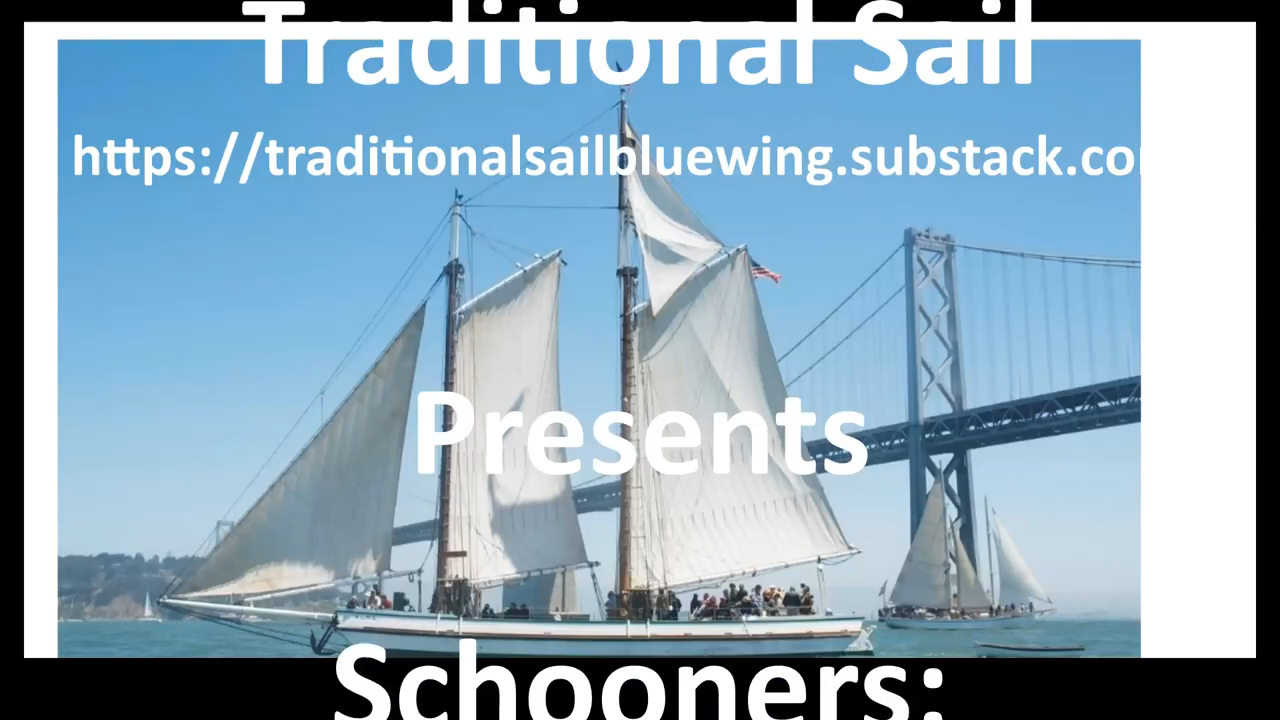 Traditional Sail
https://traditionalsailbluewing.substack.co
Presents
Schooners: